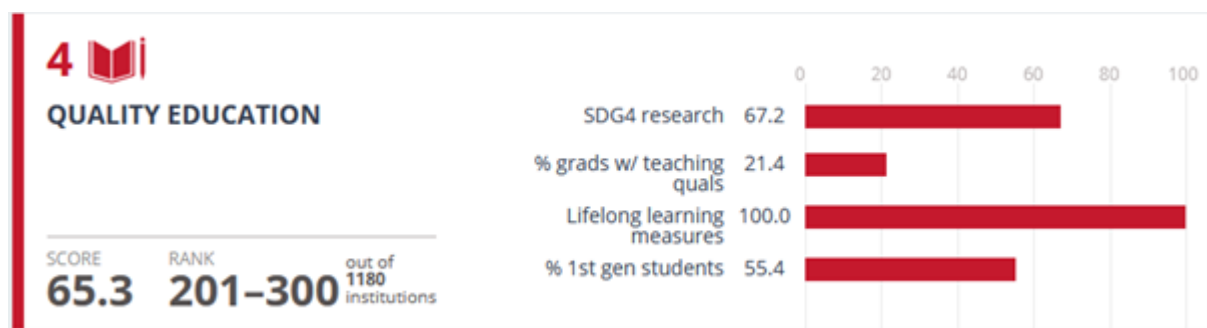 4
QUALITY EDUCATION
SCORE
65.3
RANK
201–300
out of
1180
institutions
0 20 40 60 80 100
SDG4 research 67.2
% grads w/ teaching 21.4
quals
Lifelong learning 100.0
measures
% 1st gen students 55.4